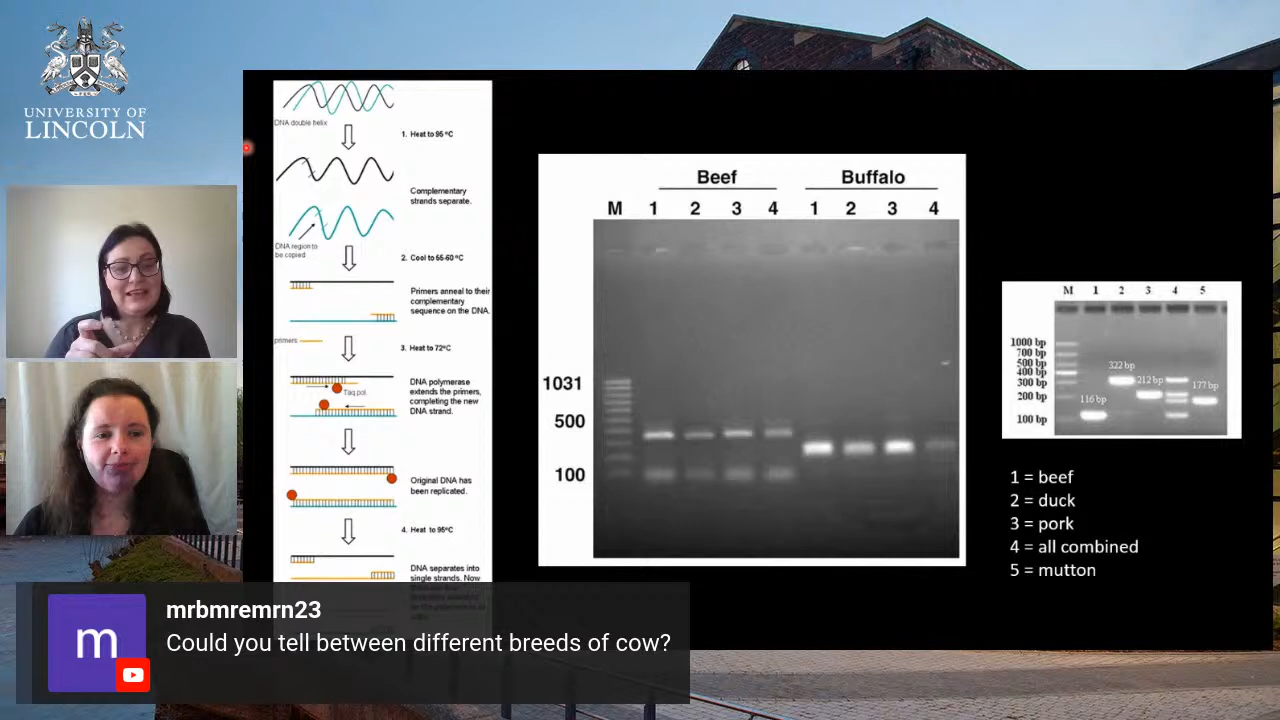 UNIVERSITY OF
LINCOLN
DNA double helix
1. Heat to 95 °C
Complementary
strands separate.
DNA region to
be copied
2. Cool to 55-60 °C
Primers anneal to their
complementary
sequence on the DNA.
primers
3. Heat to 72°C
DNA polymerase
extends the primers,
completing the new
DNA strand.
Taq pol.
Original DNA has
been replicated.
4. Heat to 95°C
DNA separates into
single strands. Now
Beef Buffalo
M 1 2 3 4 1 2 3 4
1031
500
100
M 1 2 3 4 5
1000 bp
700 bp
500 bp
400 bp
300 bp
200 bp
100 bp
322 bp
212 bp
177 bp
116 bp
1 = beef
2 = duck
3 = pork
4 = all combined
5 = mutton
m
mrbmremrn23
Could you tell between different breeds of cow?